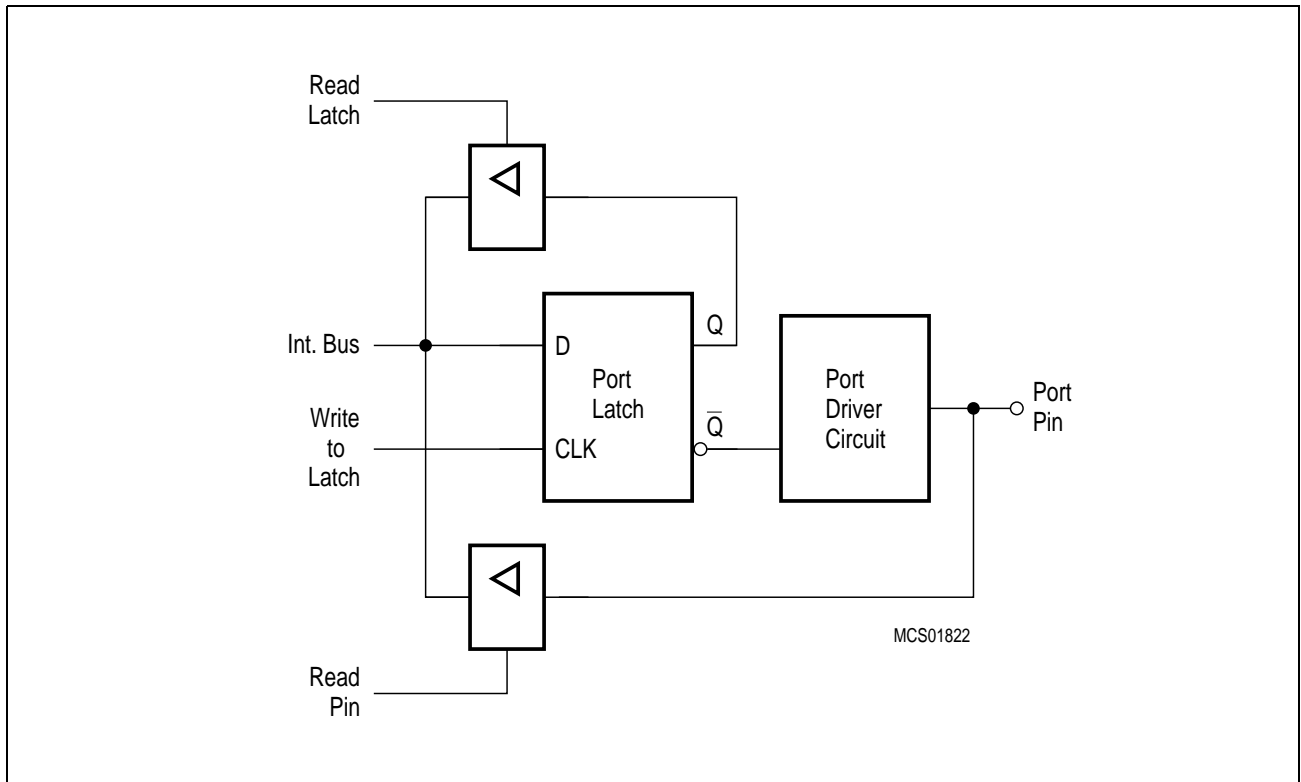 Read
Latch
Int. Bus
D
Q
Port
Latch
Port
Driver
Circuit
Port
Pin
Write
to
Latch
CLK
Q̅
MCS01822
Read
Pin